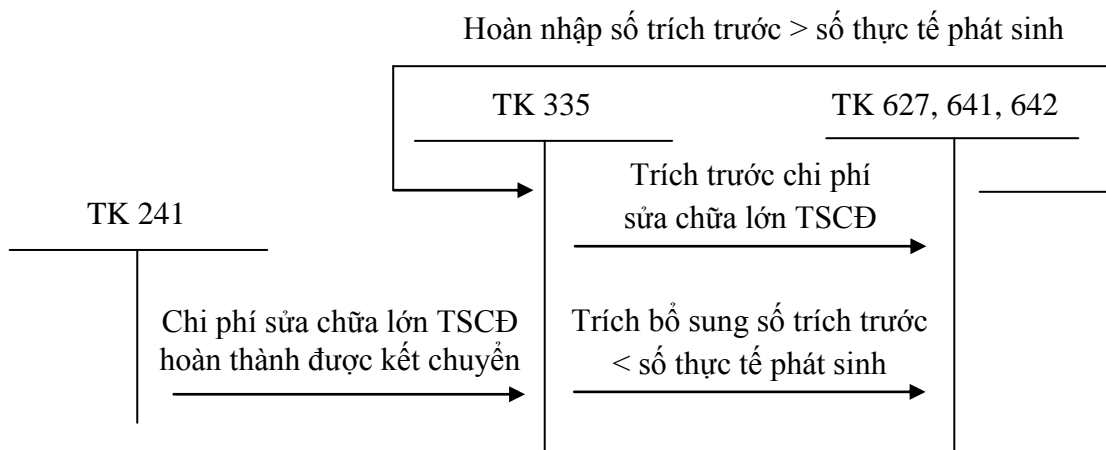 Hoàn nhập số trích trước > số thực tế phát sinh
TK 335
TK 627, 641, 642
Trích trước chi phí
sửa chữa lớn TSCĐ
TK 241
Chi phí sửa chữa lớn TSCĐ
hoàn thành được kết chuyển
Trích bổ sung số trích trước
< số thực tế phát sinh